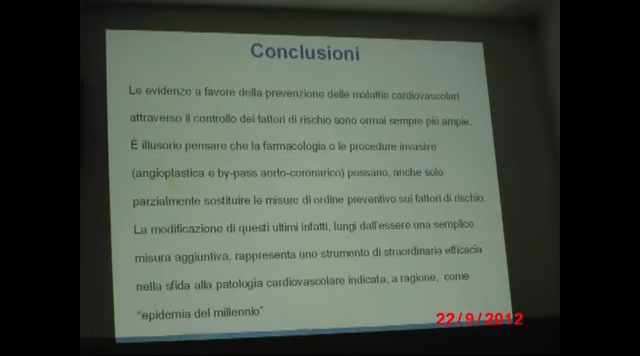 Conclusioni
Le evidenze a favore della prevenzione delle malattie cardiovascolari
attraverso il controllo dei fattori di rischio sono ormai sempre più ampie.
È illusorio pensare che la farmacologia o le procedure invasive
(angioplastica e by-pass aorto-coronarico) possano, anche solo
parzialmente sostituire le misure di ordine preventivo sui fattori di rischio.
La modificazione di questi ultimi infatti, lungi dall'essere una semplice
misura aggiuntiva, rappresenta uno strumento di straordinaria efficacia
nella sfida alla patologia cardiovascolare indicata, a ragione, come
"epidemia del millennio"
22/9/2012